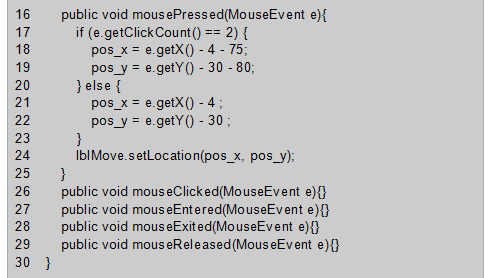 16 public void mousePressed(MouseEvent e){
17 if (e.getClickCount() == 2) {
18 pos_x = e.getX() - 4 - 75;
19 pos_y = e.getY() - 30 - 80;
20 } else {
21 pos_x = e.getX() - 4 ;
22 pos_y = e.getY() - 30 ;
23 }
24 lblMove.setLocation(pos_x, pos_y);
25 }
26 public void mouseClicked(MouseEvent e){}
27 public void mouseEntered(MouseEvent e){}
28 public void mouseExited(MouseEvent e){}
29 public void mouseReleased(MouseEvent e){}
30 }